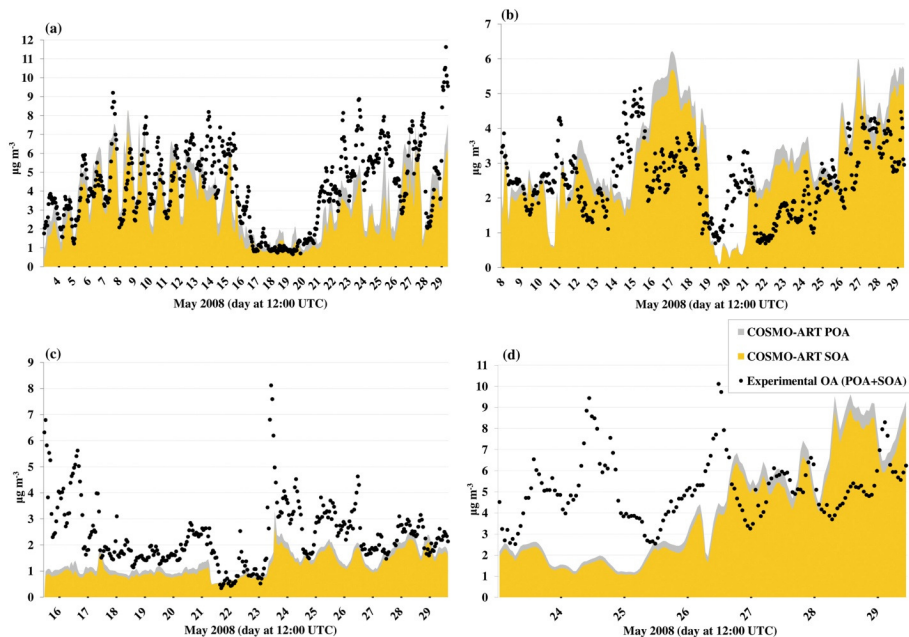 (a)
12
11
10
9
8
7
6
5
4
3
2
1
0
µg m-3
4 5 6 7 8 9 10 11 12 13 14 15 16 17 18 19 20 21 22 23 24 25 26 27 28 29
May 2008 (day at 12:00 UTC)
(b)
7
6
5
4
3
2
1
0
µg m-3
8 9 10 11 12 13 14 15 16 17 18 19 20 21 22 23 24 25 26 27 28 29
May 2008 (day at 12:00 UTC)
COSMO-ART POA
COSMO-ART SOA
Experimental OA (POA+SOA)
(c)
9
8
7
6
5
4
3
2
1
0
µg m-3
16 17 18 19 20 21 22 23 24 25 26 27 28 29
May 2008 (day at 12:00 UTC)
(d)
11
10
9
8
7
6
5
4
3
2
1
0
µg m-3
24 25 26 27 28 29
May 2008 (day at 12:00 UTC)